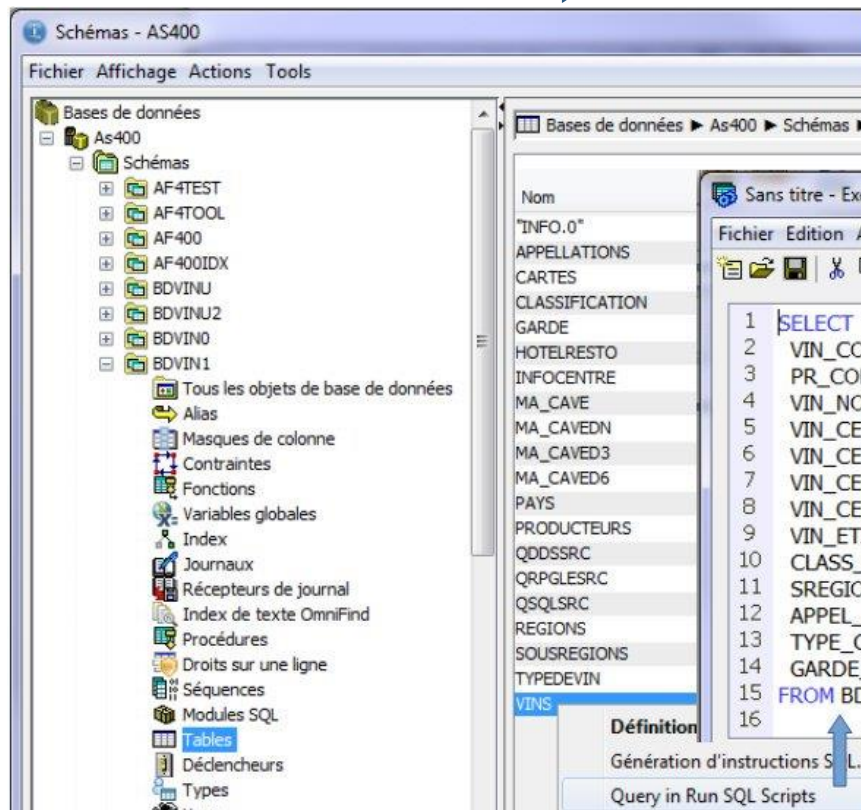 Schémas - AS400
Fichier Affichage Actions Tools
Bases de données
As400
Schémas
AF4TEST
AF4TOOL
AF400
AF400IDX
BDVINU
BDVINU2
BDVIN0
BDVIN1
Tous les objets de base de données
Alias
Masques de colonne
Contraintes
Fonctions
Variables globales
Index
Journaux
Récepteurs de journal
Index de texte OmniFind
Procédures
Droits sur une ligne
Séquences
Modules SQL
Tables
Déclencheurs
Types
Bases de données ▶ As400 ▶ Schémas ▶
Nom
"INFO.0"
APPELLATIONS
CARTES
CLASSIFICATION
GARDE
HOTELRESTO
INFOCENTRE
MA_CAVE
MA_CAVEDN
MA_CAVED3
MA_CAVED6
PAYS
PRODUCTEURS
QDDSSRC
QRPGLESRC
QSQLSRC
REGIONS
SOUSREGIONS
TYPEDEVIN
VINS
Sans titre - Ex
Fichier Edition A
1 SELECT
2 VIN_CO
3 PR_CO
4 VIN_NO
5 VIN_CE
6 VIN_CE
7 VIN_CE
8 VIN_CE
9 VIN_ET
10 CLASS_
11 SREGIO
12 APPEL_
13 TYPE_C
14 GARDE_
15 FROM BD
16
Définition
Génération d'instructions SQL.
Query in Run SQL Scripts